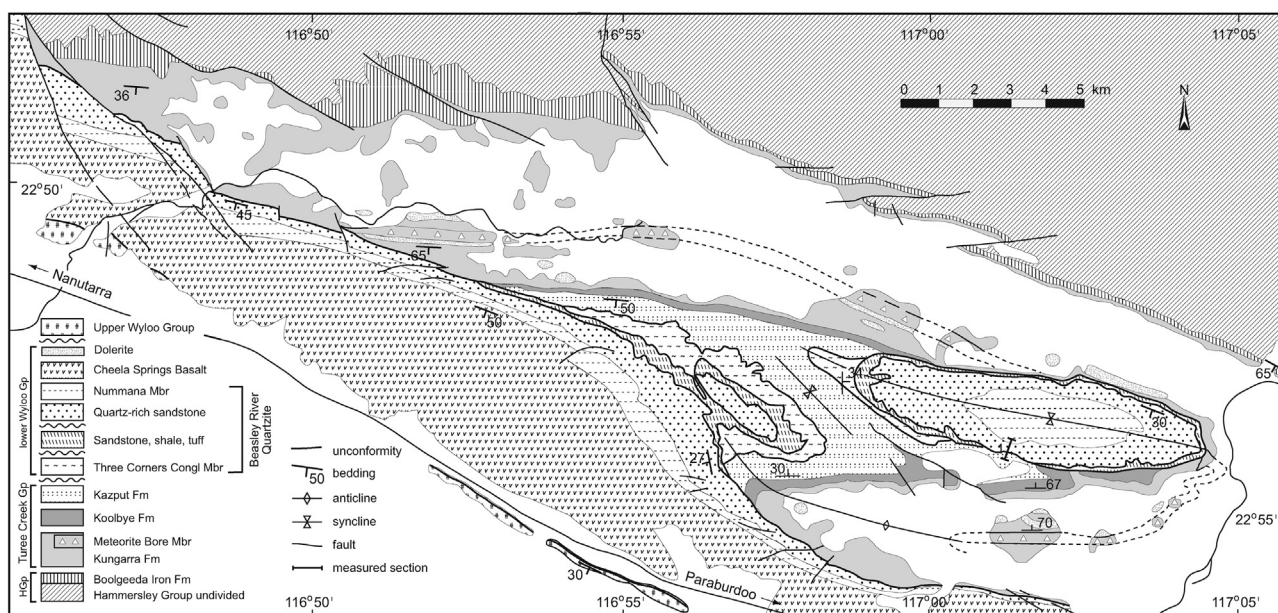 116°50'
116°55'
117°00'
117°05'
36
0 1 2 3 4 5 km
N
22°50'
45
65
Nanutarra
50
50
65
34
30
27
30
67
70
22°55'
30
Paraburdoo
116°50'
116°55'
117°00'
117°05'
Upper Wyloo Group
Dolerite
Cheela Springs Basalt
Nummana Mbr
Quartz-rich sandstone
Sandstone, shale, tuff
Three Corners Congl Mbr
Kazput Fm
Koolbye Fm
Meteorite Bore Mbr
Kungarra Fm
Boolgeeda Iron Fm
Hammersley Group undivided
lower Wyloo Gp
Turee Creek Gp
HGp
Beasley River
Quartzite
unconformity
50 bedding
anticline
syncline
fault
measured section